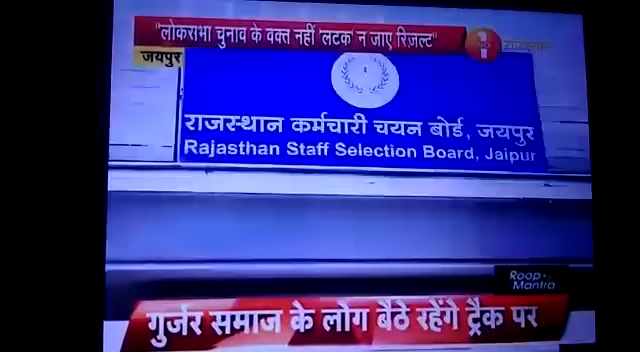 "लोकसभा चुनाव के वक्त नहीं 'लटक' न जाए रिज़ल्ट"
जयपुर
राजस्थान कर्मचारी चयन बोर्ड, जयपुर
Rajasthan Staff Selection Board, Jaipur
Roop
Mantra
गुर्जर समाज के लोग बैठे रहेंगे ट्रैक पर